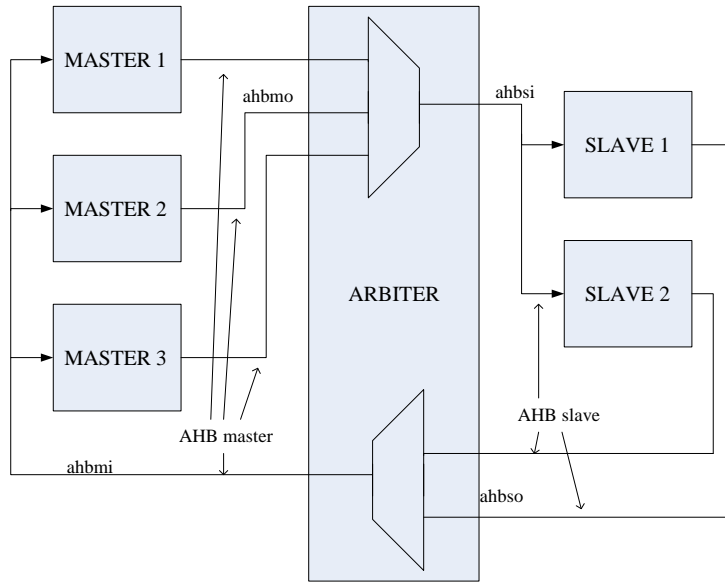 MASTER 1
ahbmo
ahbsi
SLAVE 1
MASTER 2
SLAVE 2
ARBITER
MASTER 3
AHB slave
AHB master
ahbmi
ahbso